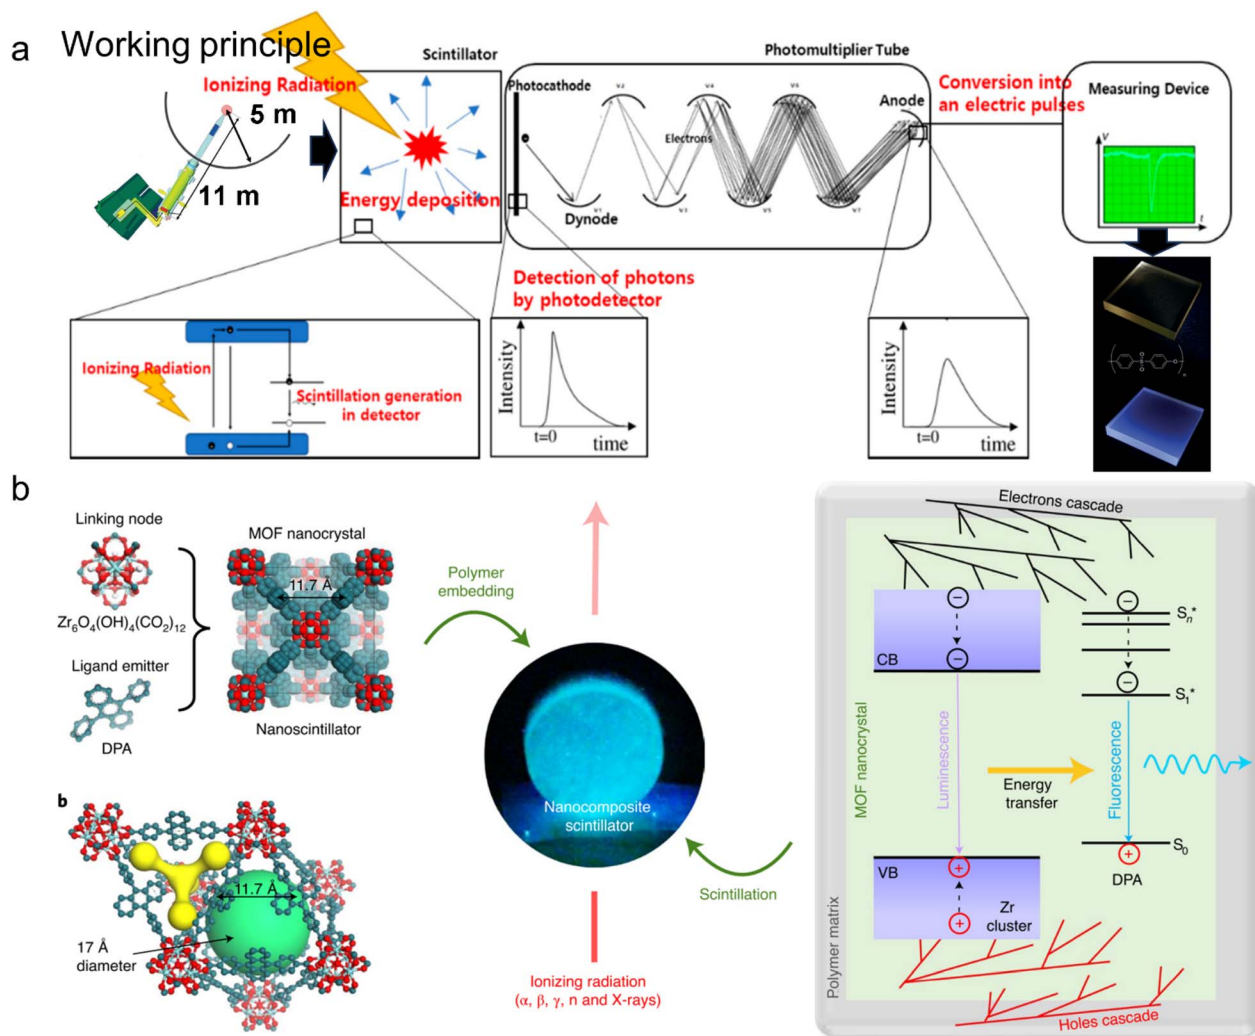 a
Working principle
Ionizing Radiation
5 m
11 m
Scintillator
Energy deposition
Photomultiplier Tube
Photocathode
Electrons
Dynode
Anode
Conversion into
an electric pulses
Measuring Device
V
t
Detection of photons
by photodetector
Ionizing Radiation
Scintillation generation
in detector
Intensity
t=0
time
Intensity
t=0
time
b
Linking node
Zr6O4(OH)4(CO2)12
Ligand emitter
DPA
MOF nanocrystal
11.7 Å
Nanoscintillator
Polymer
embedding
Nanocomposite
scintillator
Scintillation
Ionizing radiation
(α, β, γ, n and X-rays)
b
11.7 Å
17 Å
diameter
Electrons cascade
CB
Sn*
S1*
MOF nanocrystal
Luminescence
Energy
transfer
Fluorescence
S0
DPA
VB
Zr
cluster
Polymer matrix
Holes cascade